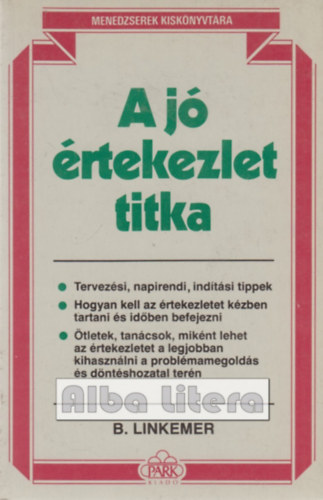 MENEDZSEREK KISKÖNYVTÁRA
A jó
értekezlet
titka
Tervezési, napirendi, indítási tippek
Hogyan kell az értekezletet kézben
tartani és időben befejezni
Ötletek, tanácsok, miként lehet
az értekezletet a legjobban
kihasználni a problémamegoldás
és döntéshozatal terén
Alba Litera
B. LINKEMER
PARK
KIADÓ